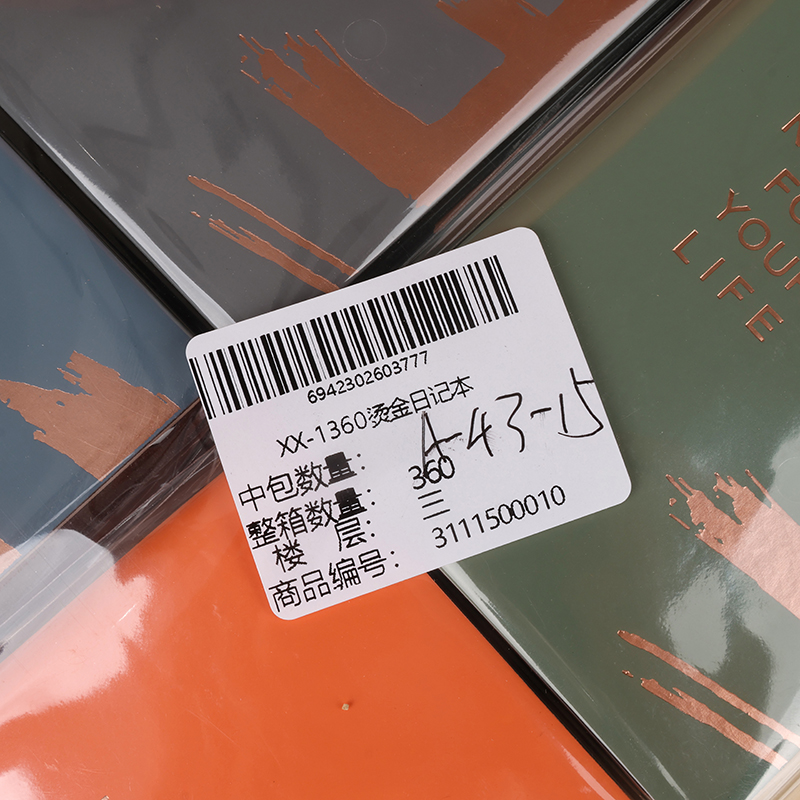 FO
YOUR
LIFE
6942302603777
XX-1360烫金日记本
A-43-15
中包数量:
整箱数量: 360
楼 层: 三
商品编号: 3111500010